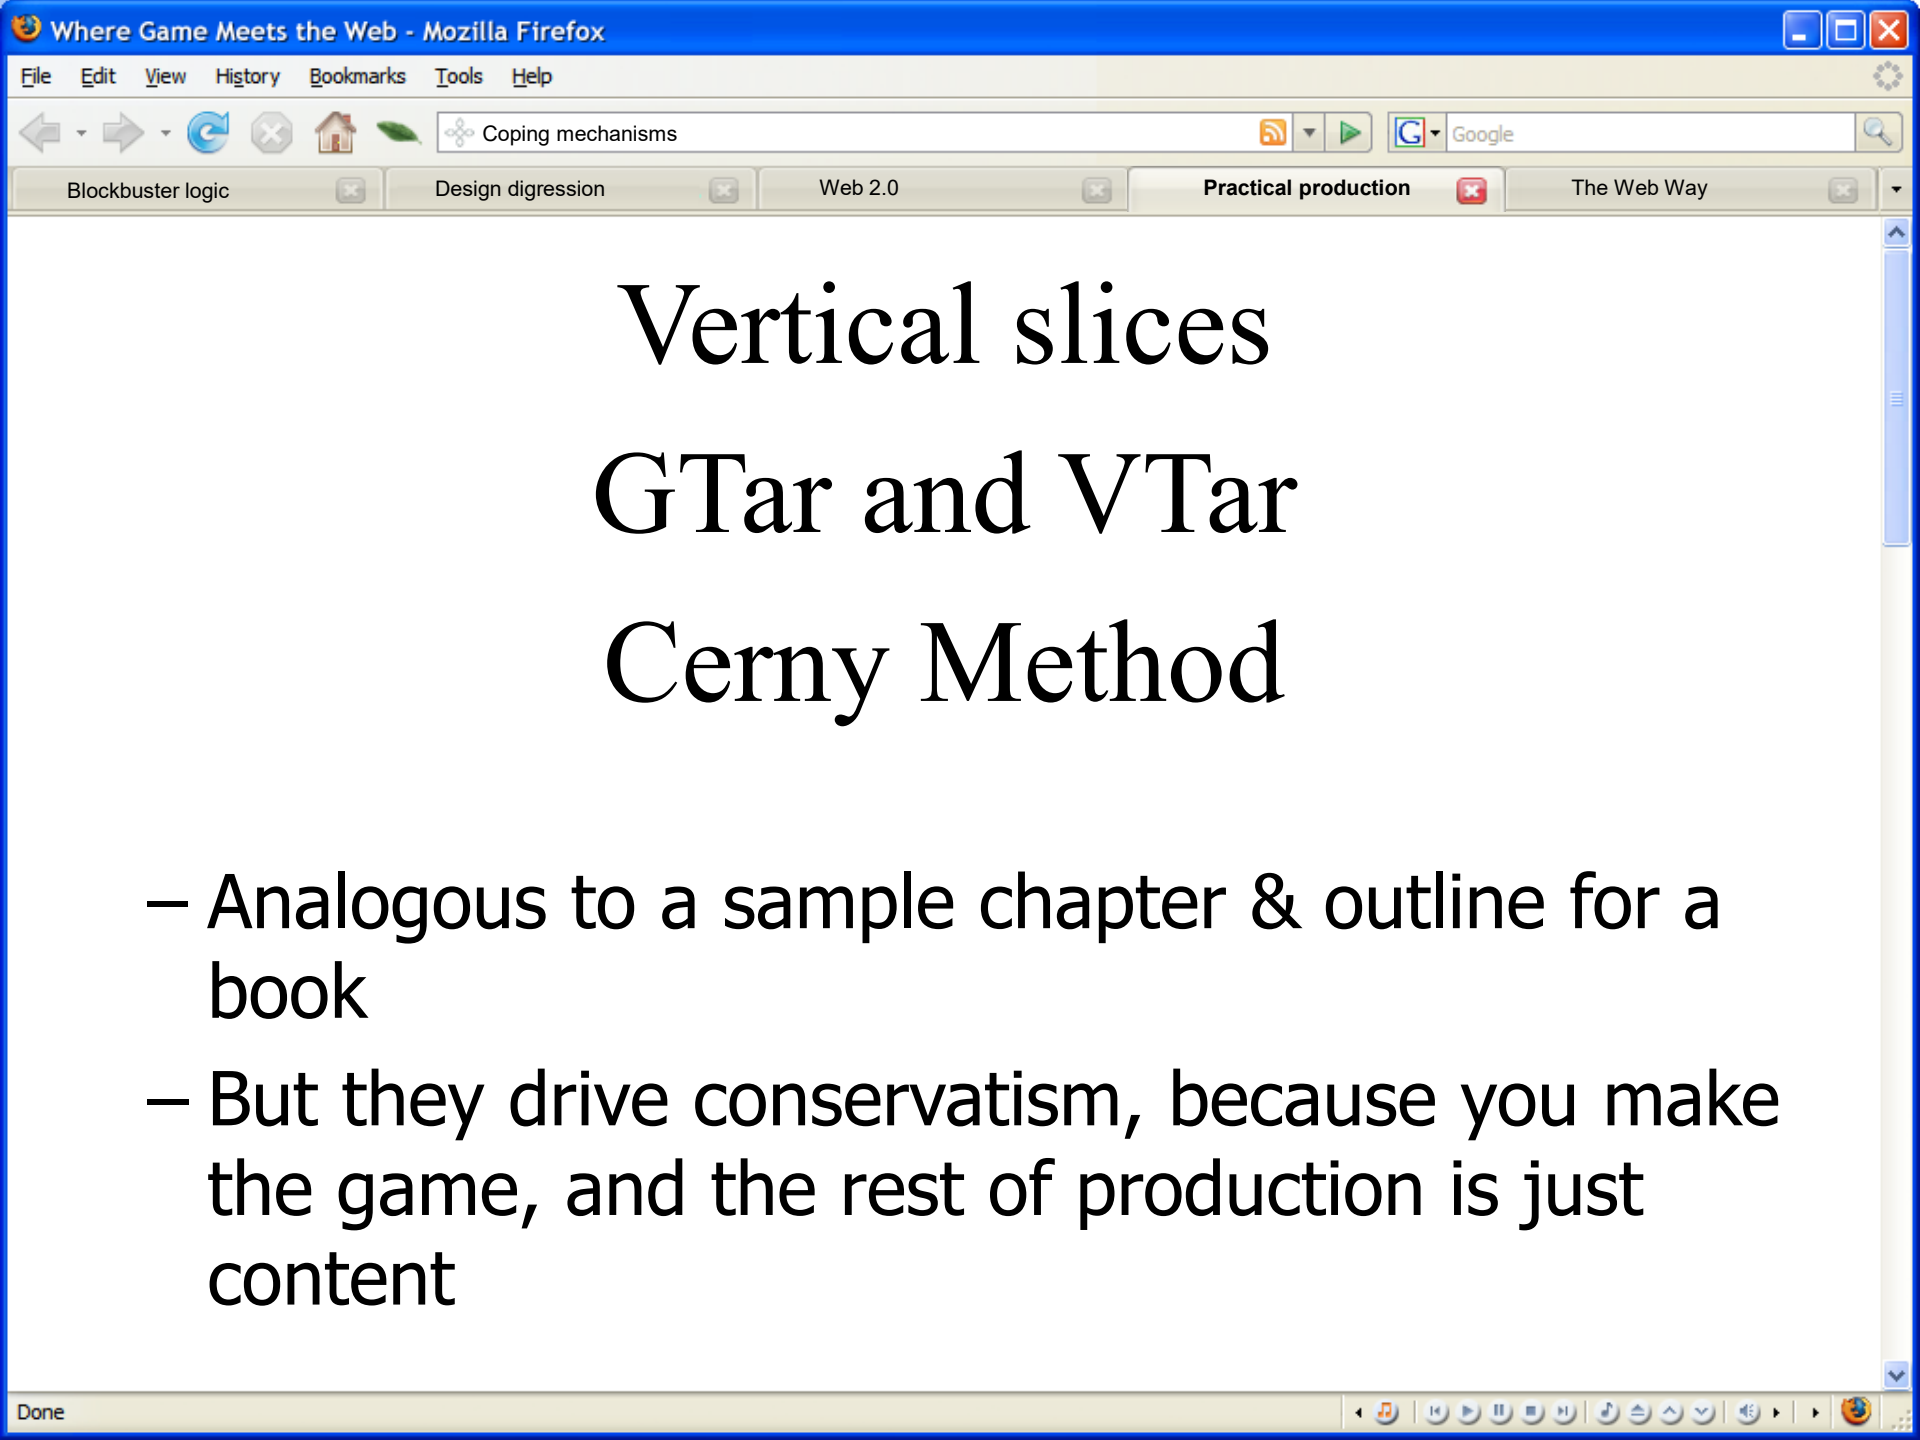 Where Game Meets the Web - Mozilla Firefox
File Edit View History Bookmarks Tools Help
Coping mechanisms
G Google
Blockbuster logic
Design digression
Web 2.0
Practical production
The Web Way
Vertical slices
GTar and VTar
Cerny Method
– Analogous to a sample chapter & outline for a
book
– But they drive conservatism, because you make
the game, and the rest of production is just
content
Done